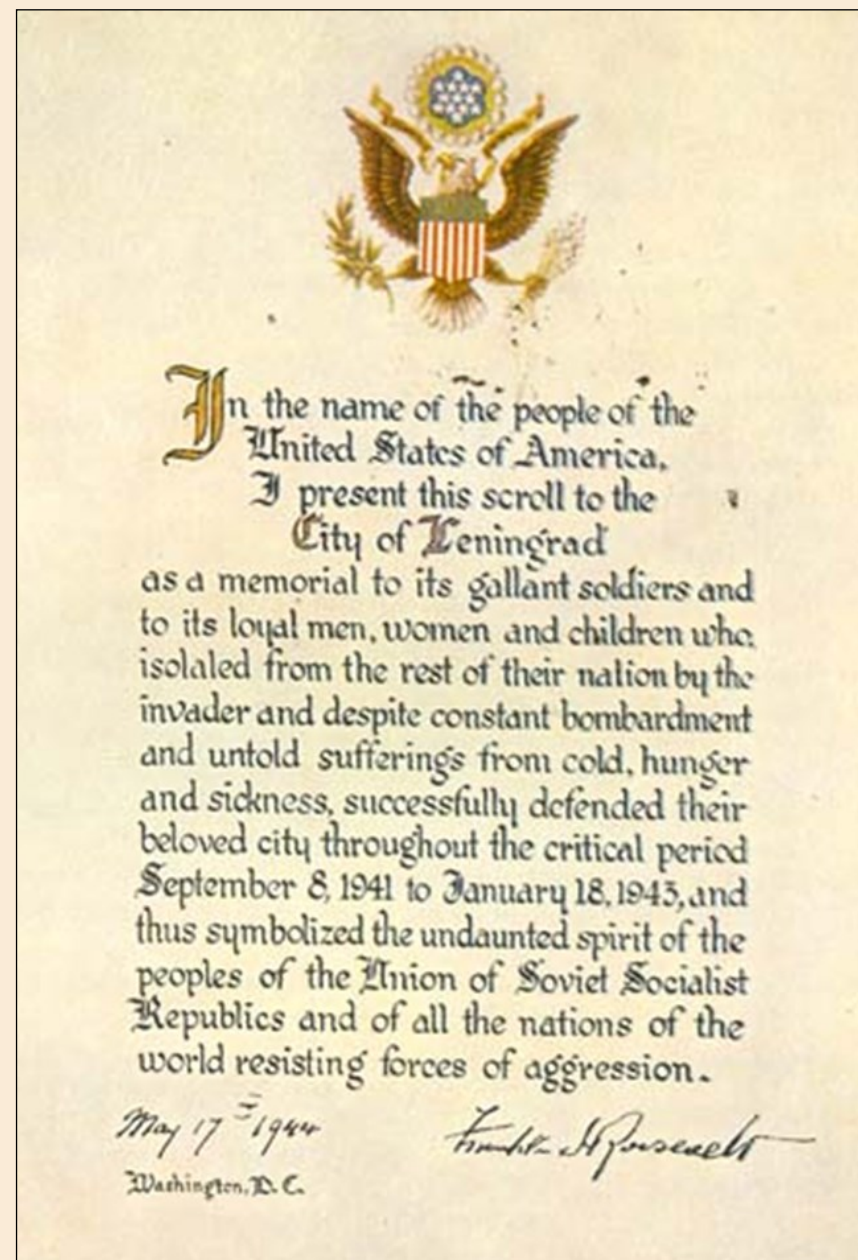 In the name of the people of the
United States of America,
I present this scroll to the
City of Leningrad
as a memorial to its gallant soldiers and
to its loyal men, women and children who,
isolated from the rest of their nation by the
invader and despite constant bombardment
and untold sufferings from cold, hunger
and sickness, successfully defended their
beloved city throughout the critical period
September 8, 1941 to January 18, 1943, and
thus symbolized the undaunted spirit of the
peoples of the Union of Soviet Socialist
Republics and of all the nations of the
world resisting forces of aggression.
May 17th 1944 Franklin D Roosevelt
Washington, D.C.